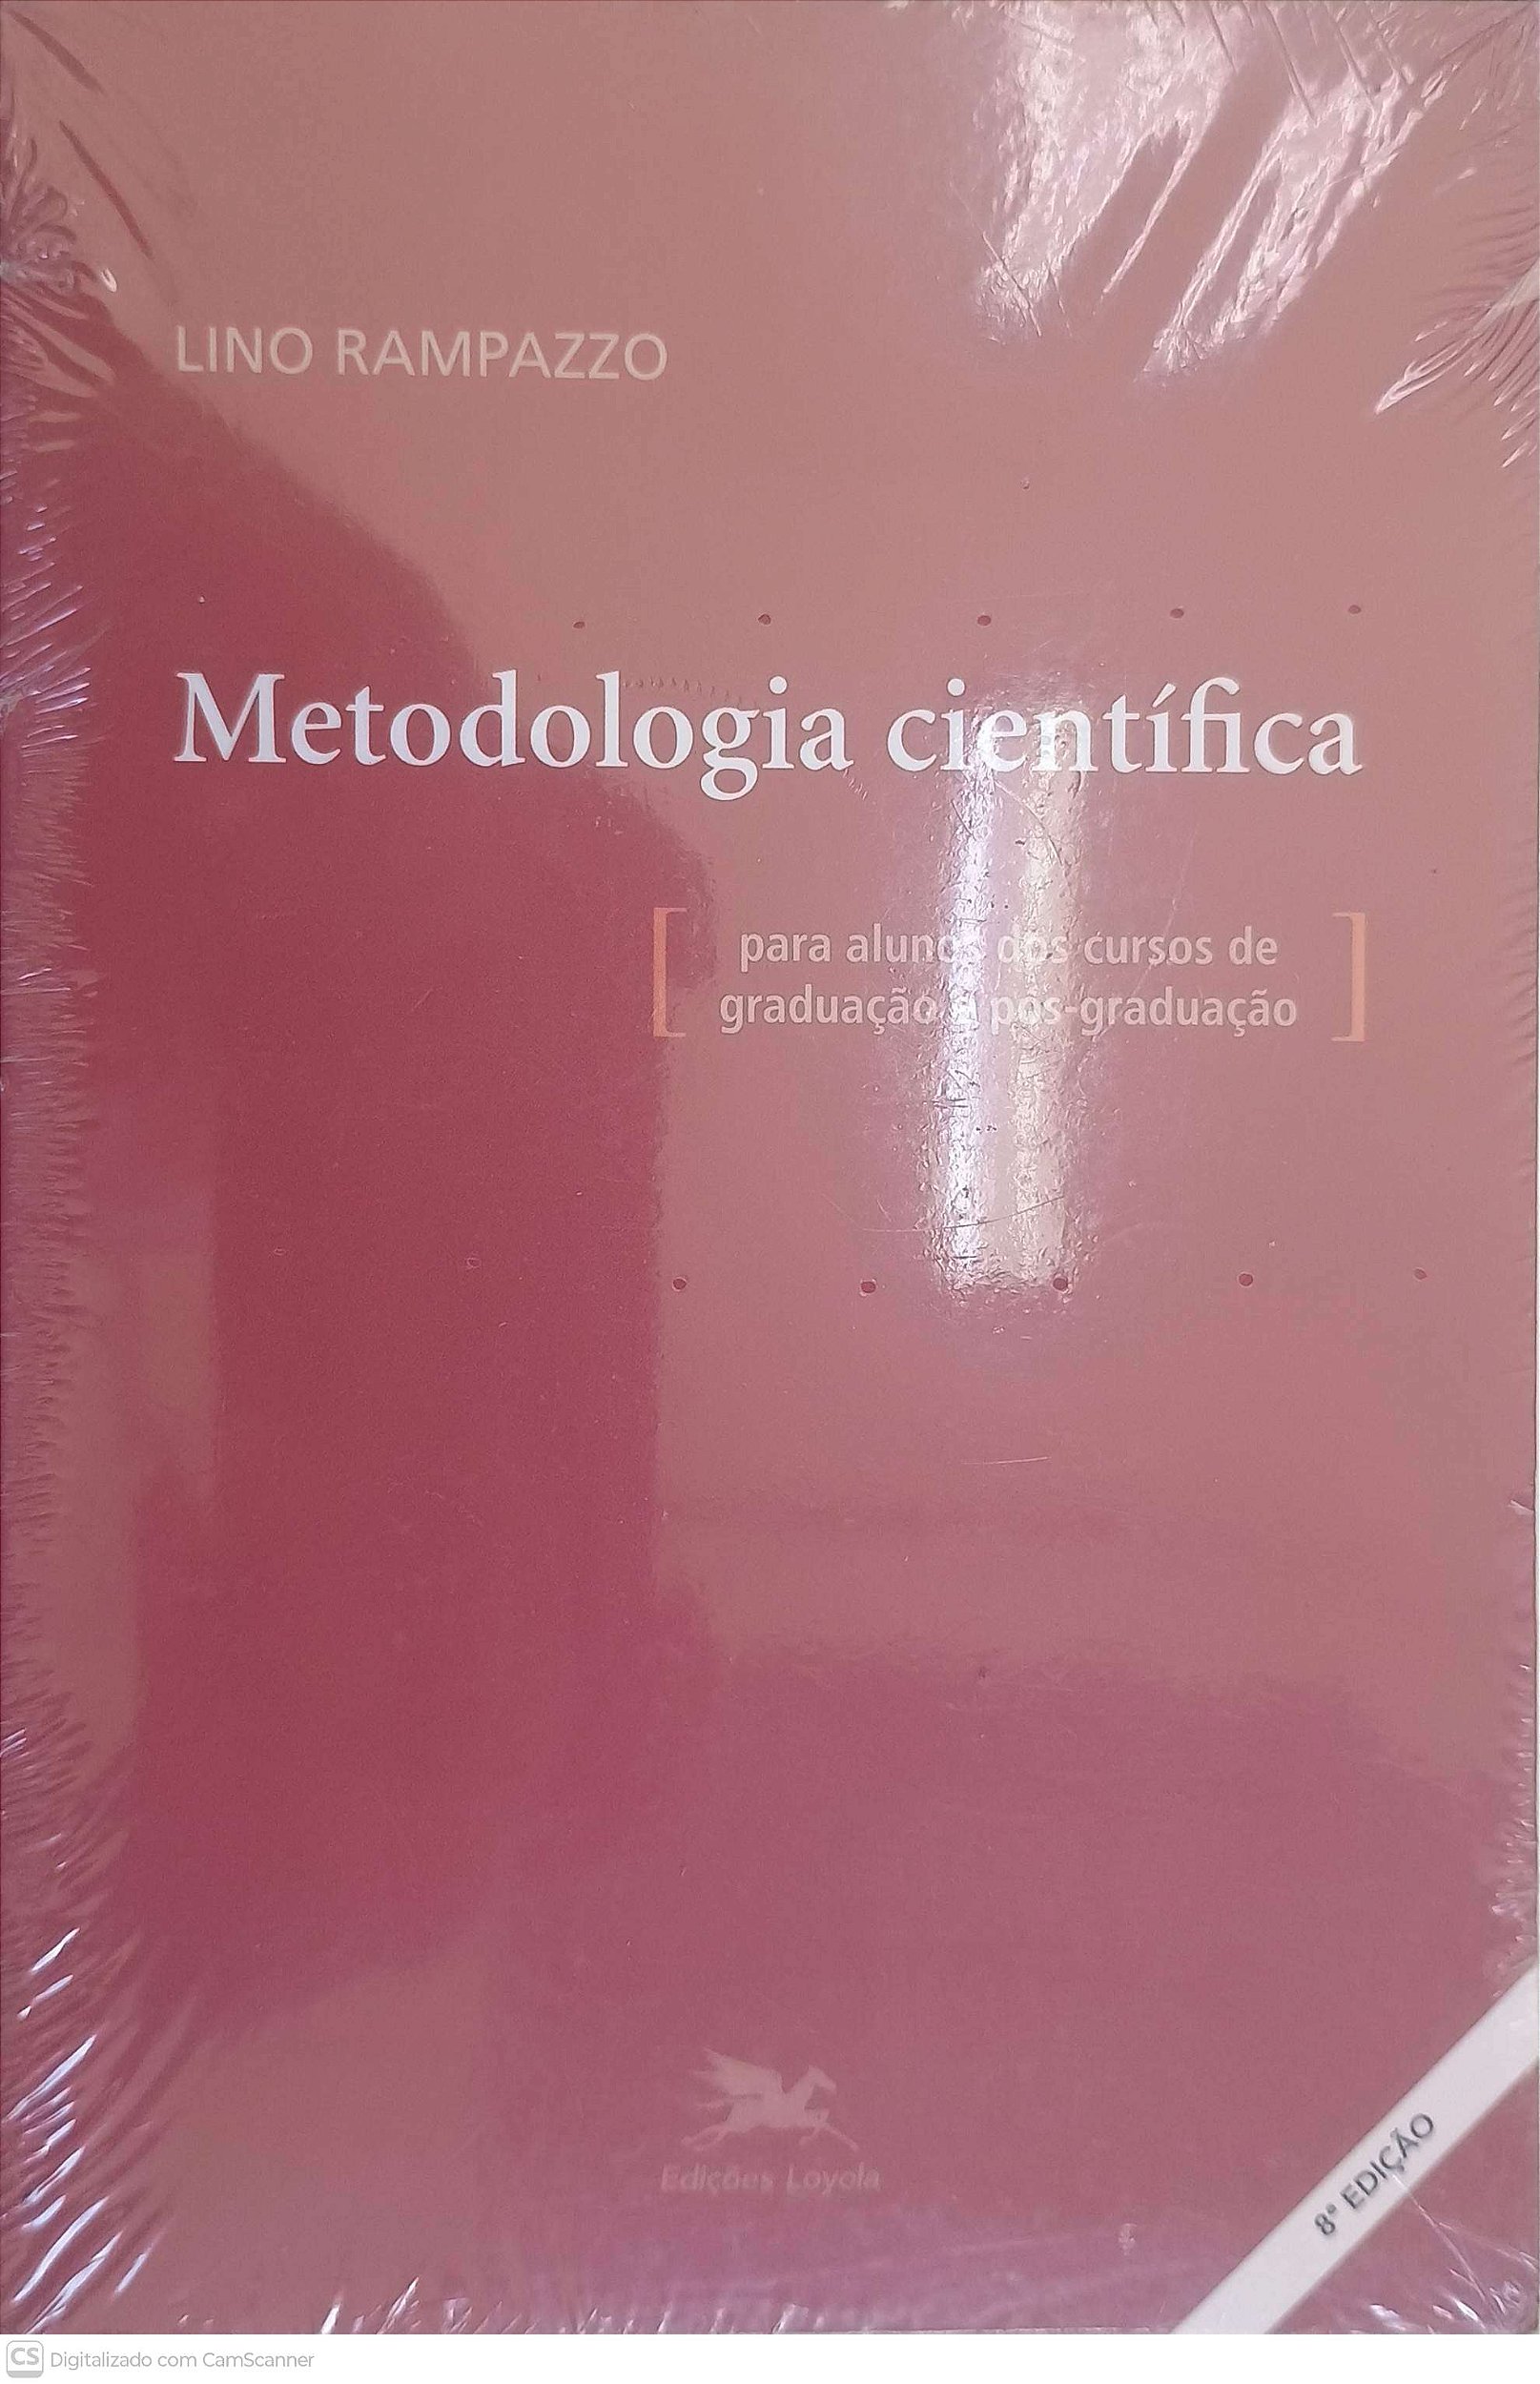 LINO RAMPAZZO
Metodologia científica
[ para alunos dos cursos de
graduação e pós-graduação ]
Edições Loyola
8ª EDIÇÃO
CS Digitalizado com CamScanner